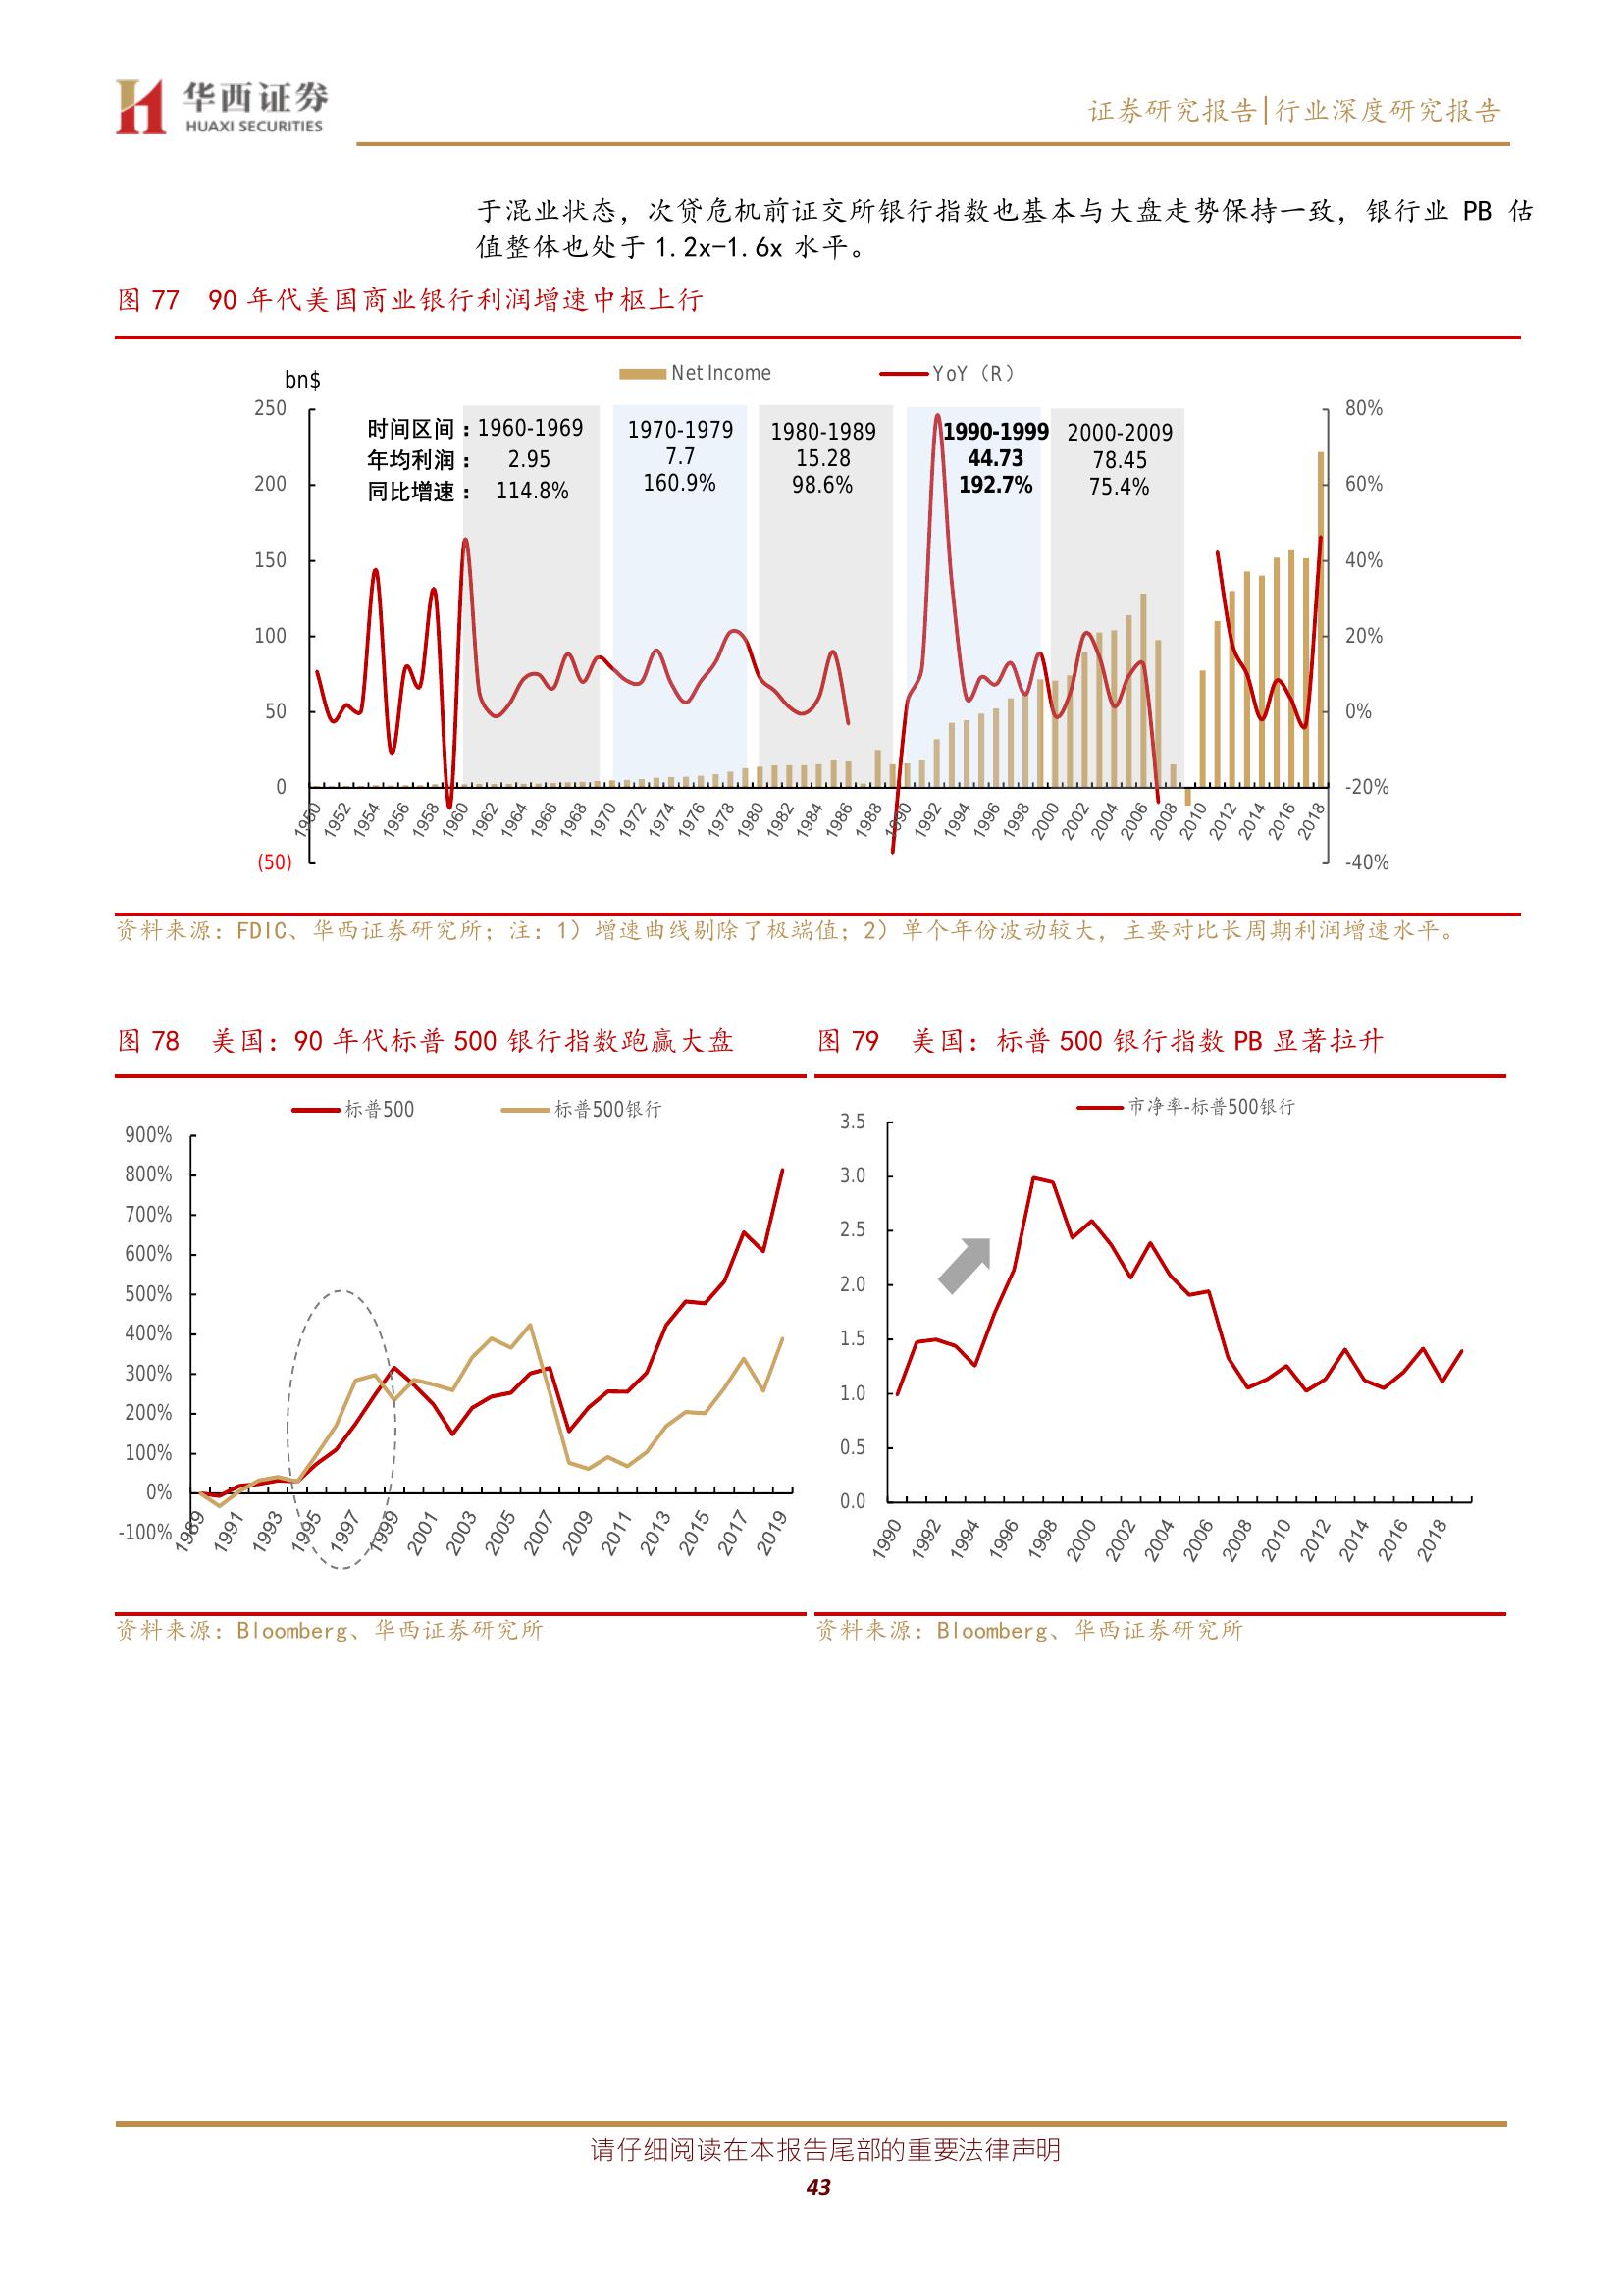 华西证券
HUAXI SECURITIES
证券研究报告|行业深度研究报告
于混业状态，次贷危机前证交所银行指数也基本与大盘走势保持一致，银行业 PB 估
值整体也处于 1.2x-1.6x 水平。
图 77 90 年代美国商业银行利润增速中枢上行
Net Income YoY（R）
bn$
250 200 150 100 50 0 (50)
80% 60% 40% 20% 0% -20% -40%
时间区间：1960-1969 1970-1979 1980-1989 1990-1999 2000-2009
年均利润： 2.95 7.7 15.28 44.73 78.45
同比增速： 114.8% 160.9% 98.6% 192.7% 75.4%
1950 1952 1954 1956 1958 1960 1962 1964 1966 1968 1970 1972 1974 1976 1978 1980 1982 1984 1986 1988 1990 1992 1994 1996 1998 2000 2002 2004 2006 2008 2010 2012 2014 2016 2018
资料来源：FDIC、华西证券研究所；注：1）增速曲线剔除了极端值；2）单个年份波动较大，主要对比长周期利润增速水平。
图 78 美国：90 年代标普 500 银行指数跑赢大盘
标普500 标普500银行
900% 800% 700% 600% 500% 400% 300% 200% 100% 0% -100%
1989 1991 1993 1995 1997 1999 2001 2003 2005 2007 2009 2011 2013 2015 2017 2019
资料来源：Bloomberg、华西证券研究所
图 79 美国：标普 500 银行指数 PB 显著拉升
市净率-标普500银行
3.5 3.0 2.5 2.0 1.5 1.0 0.5 0.0
1990 1992 1994 1996 1998 2000 2002 2004 2006 2008 2010 2012 2014 2016 2018
资料来源：Bloomberg、华西证券研究所
请仔细阅读在本报告尾部的重要法律声明
43